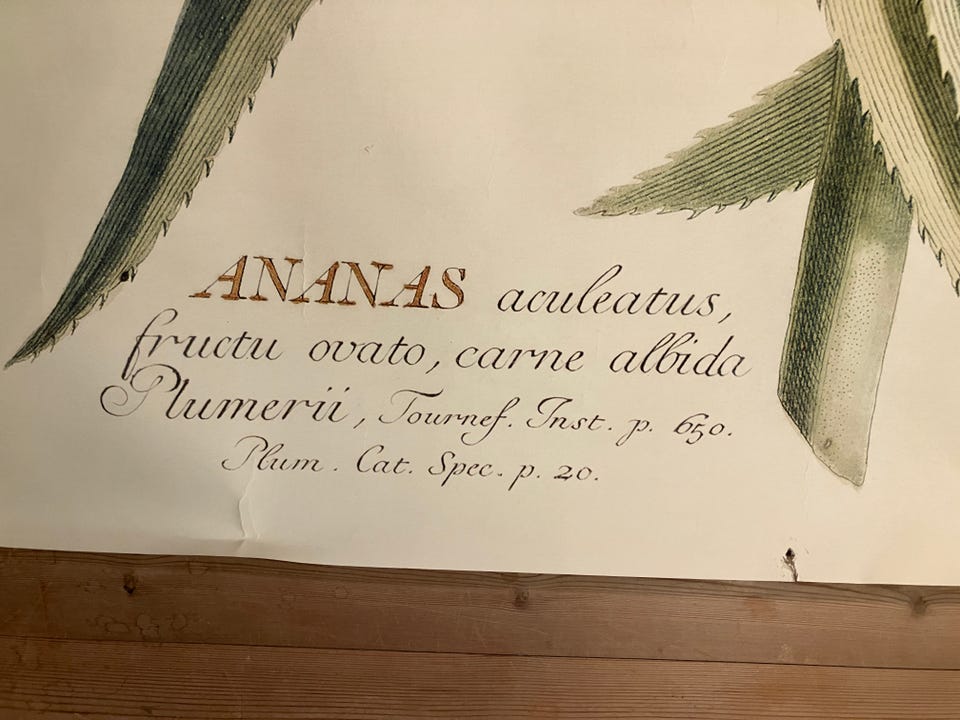 ANANAS aculeatus,
fructu ovato, carne albida
Plumerii, Tournef. Inst. p. 650.
Plum. Cat. Spec. p. 20.